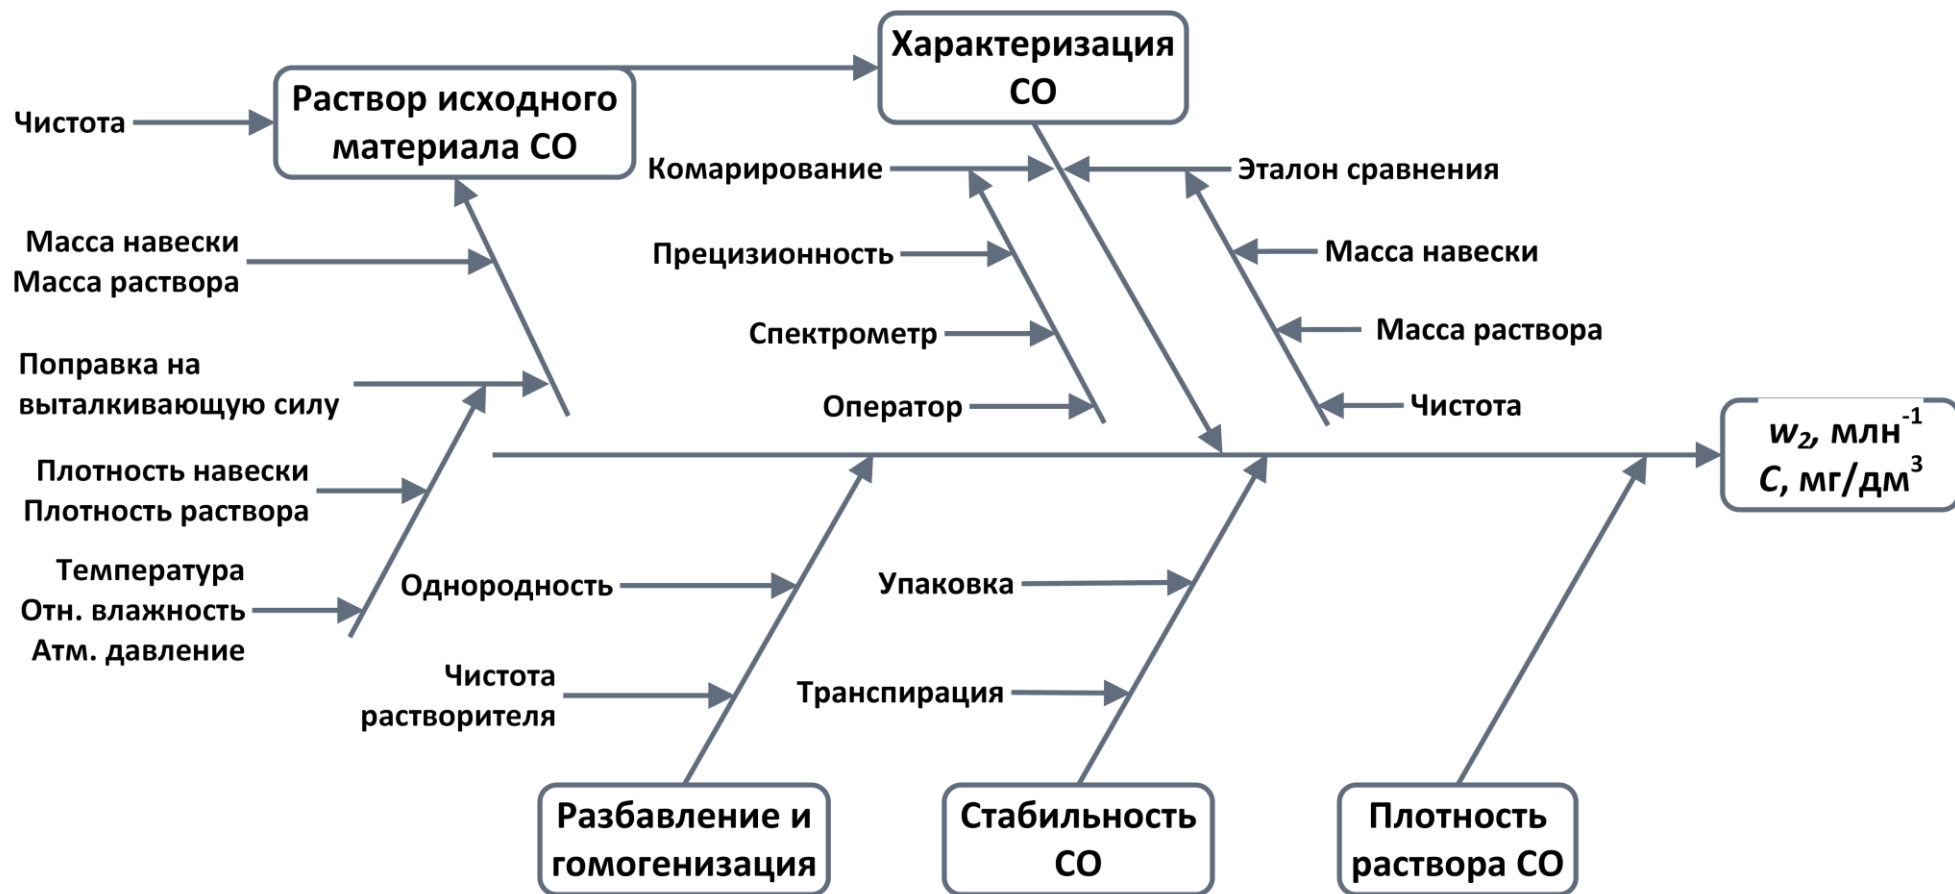 Характеризация
СО
Раствор исходного
материала СО
Чистота
Комарирование
Эталон сравнения
Масса навески
Масса раствора
Прецизионность
Масса навески
Спектрометр
Масса раствора
Поправка на
выталкивающую силу
Оператор
Чистота
w₂, млн⁻¹
C, мг/дм³
Плотность навески
Плотность раствора
Температура
Отн. влажность
Атм. давление
Однородность
Упаковка
Чистота
растворителя
Транспирация
Разбавление и
гомогенизация
Стабильность
СО
Плотность
раствора СО